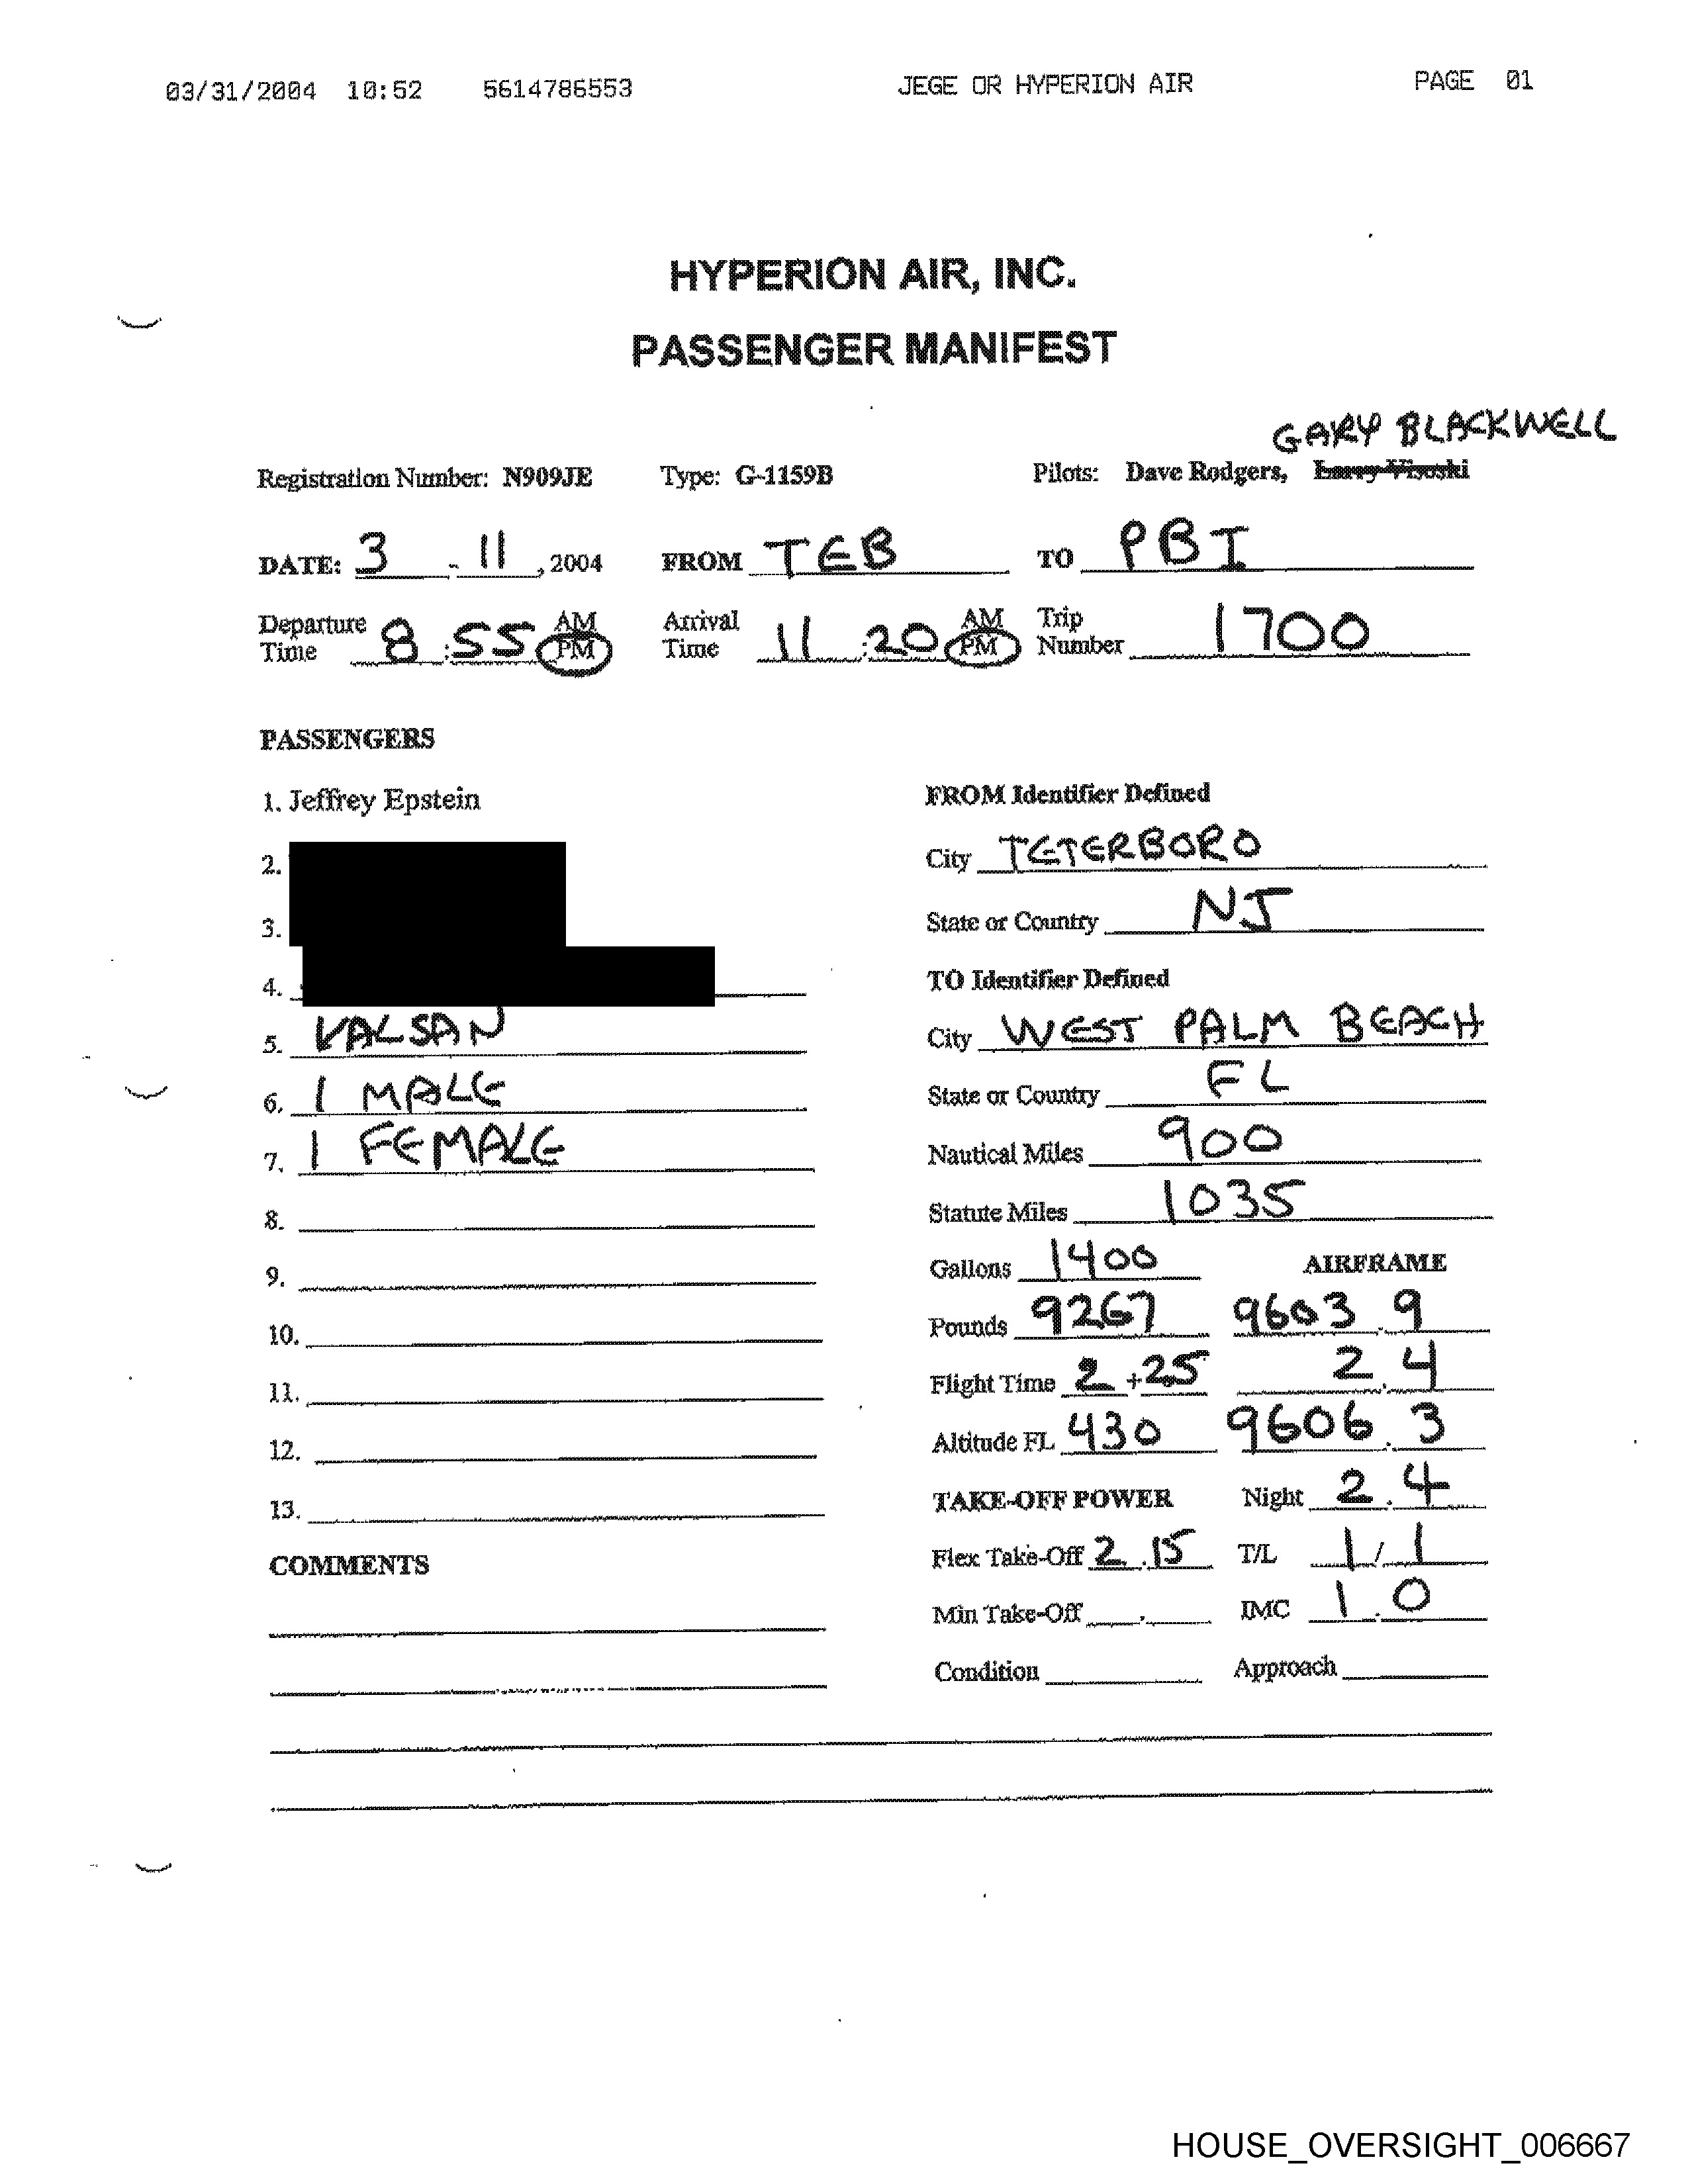 03/31/2004 10:52 5614786553 JEGE OR HYPERION AIR PAGE 01
HYPERION AIR, INC.
PASSENGER MANIFEST
GARY BLACKWELL
Registration Number: N909JE Type: G-1159B Pilots: Dave Rodgers, Larry Visoski
DATE: 3 - 11, 2004 FROM TEB TO PBI
Departure Time 8:55 AM PM Arrival Time 11:20 AM PM Trip Number 1700
PASSENGERS
1. Jeffrey Epstein
2.
3.
4.
5. VALSAN
6. 1 MALE
7. 1 FEMALE
8.
9.
10.
11.
12.
13.
COMMENTS
FROM Identifier Defined
City TETERBORO
State or Country NJ
TO Identifier Defined
City WEST PALM BEACH
State or Country FL
Nautical Miles 900
Statute Miles 1035
Gallons 1400 AIRFRAME
Pounds 9267 9603.9
Flight Time 2+25 2.4
Altitude FL 430 9606.3
TAKE-OFF POWER Night 2.4
Flex Take-Off 2.15 T/L 1/1
Min Take-Off . IMC 1.0
Condition Approach
HOUSE_OVERSIGHT_006667